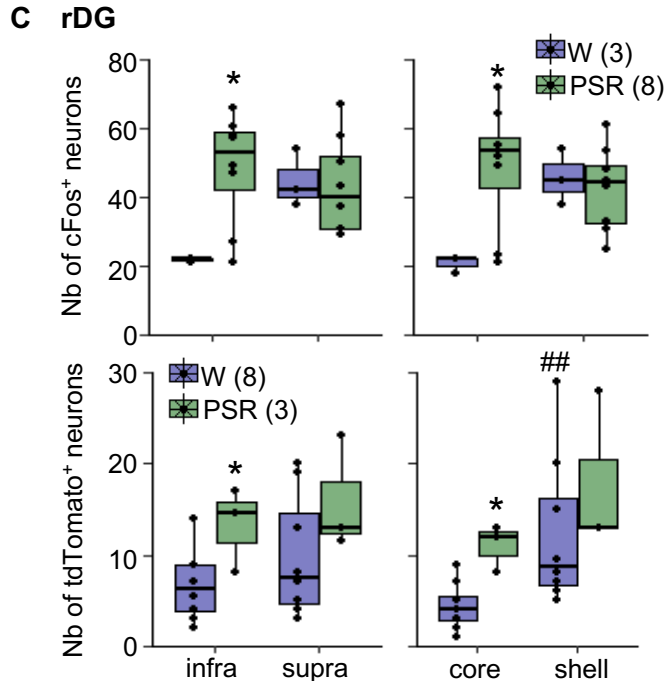 C rDG
Nb of cFos⁺ neurons
80
60
40
20
0
*
W (3)
PSR (8)
*
Nb of tdTomato⁺ neurons
30
20
10
0
W (8)
PSR (3)
*
##
*
infra supra
core shell